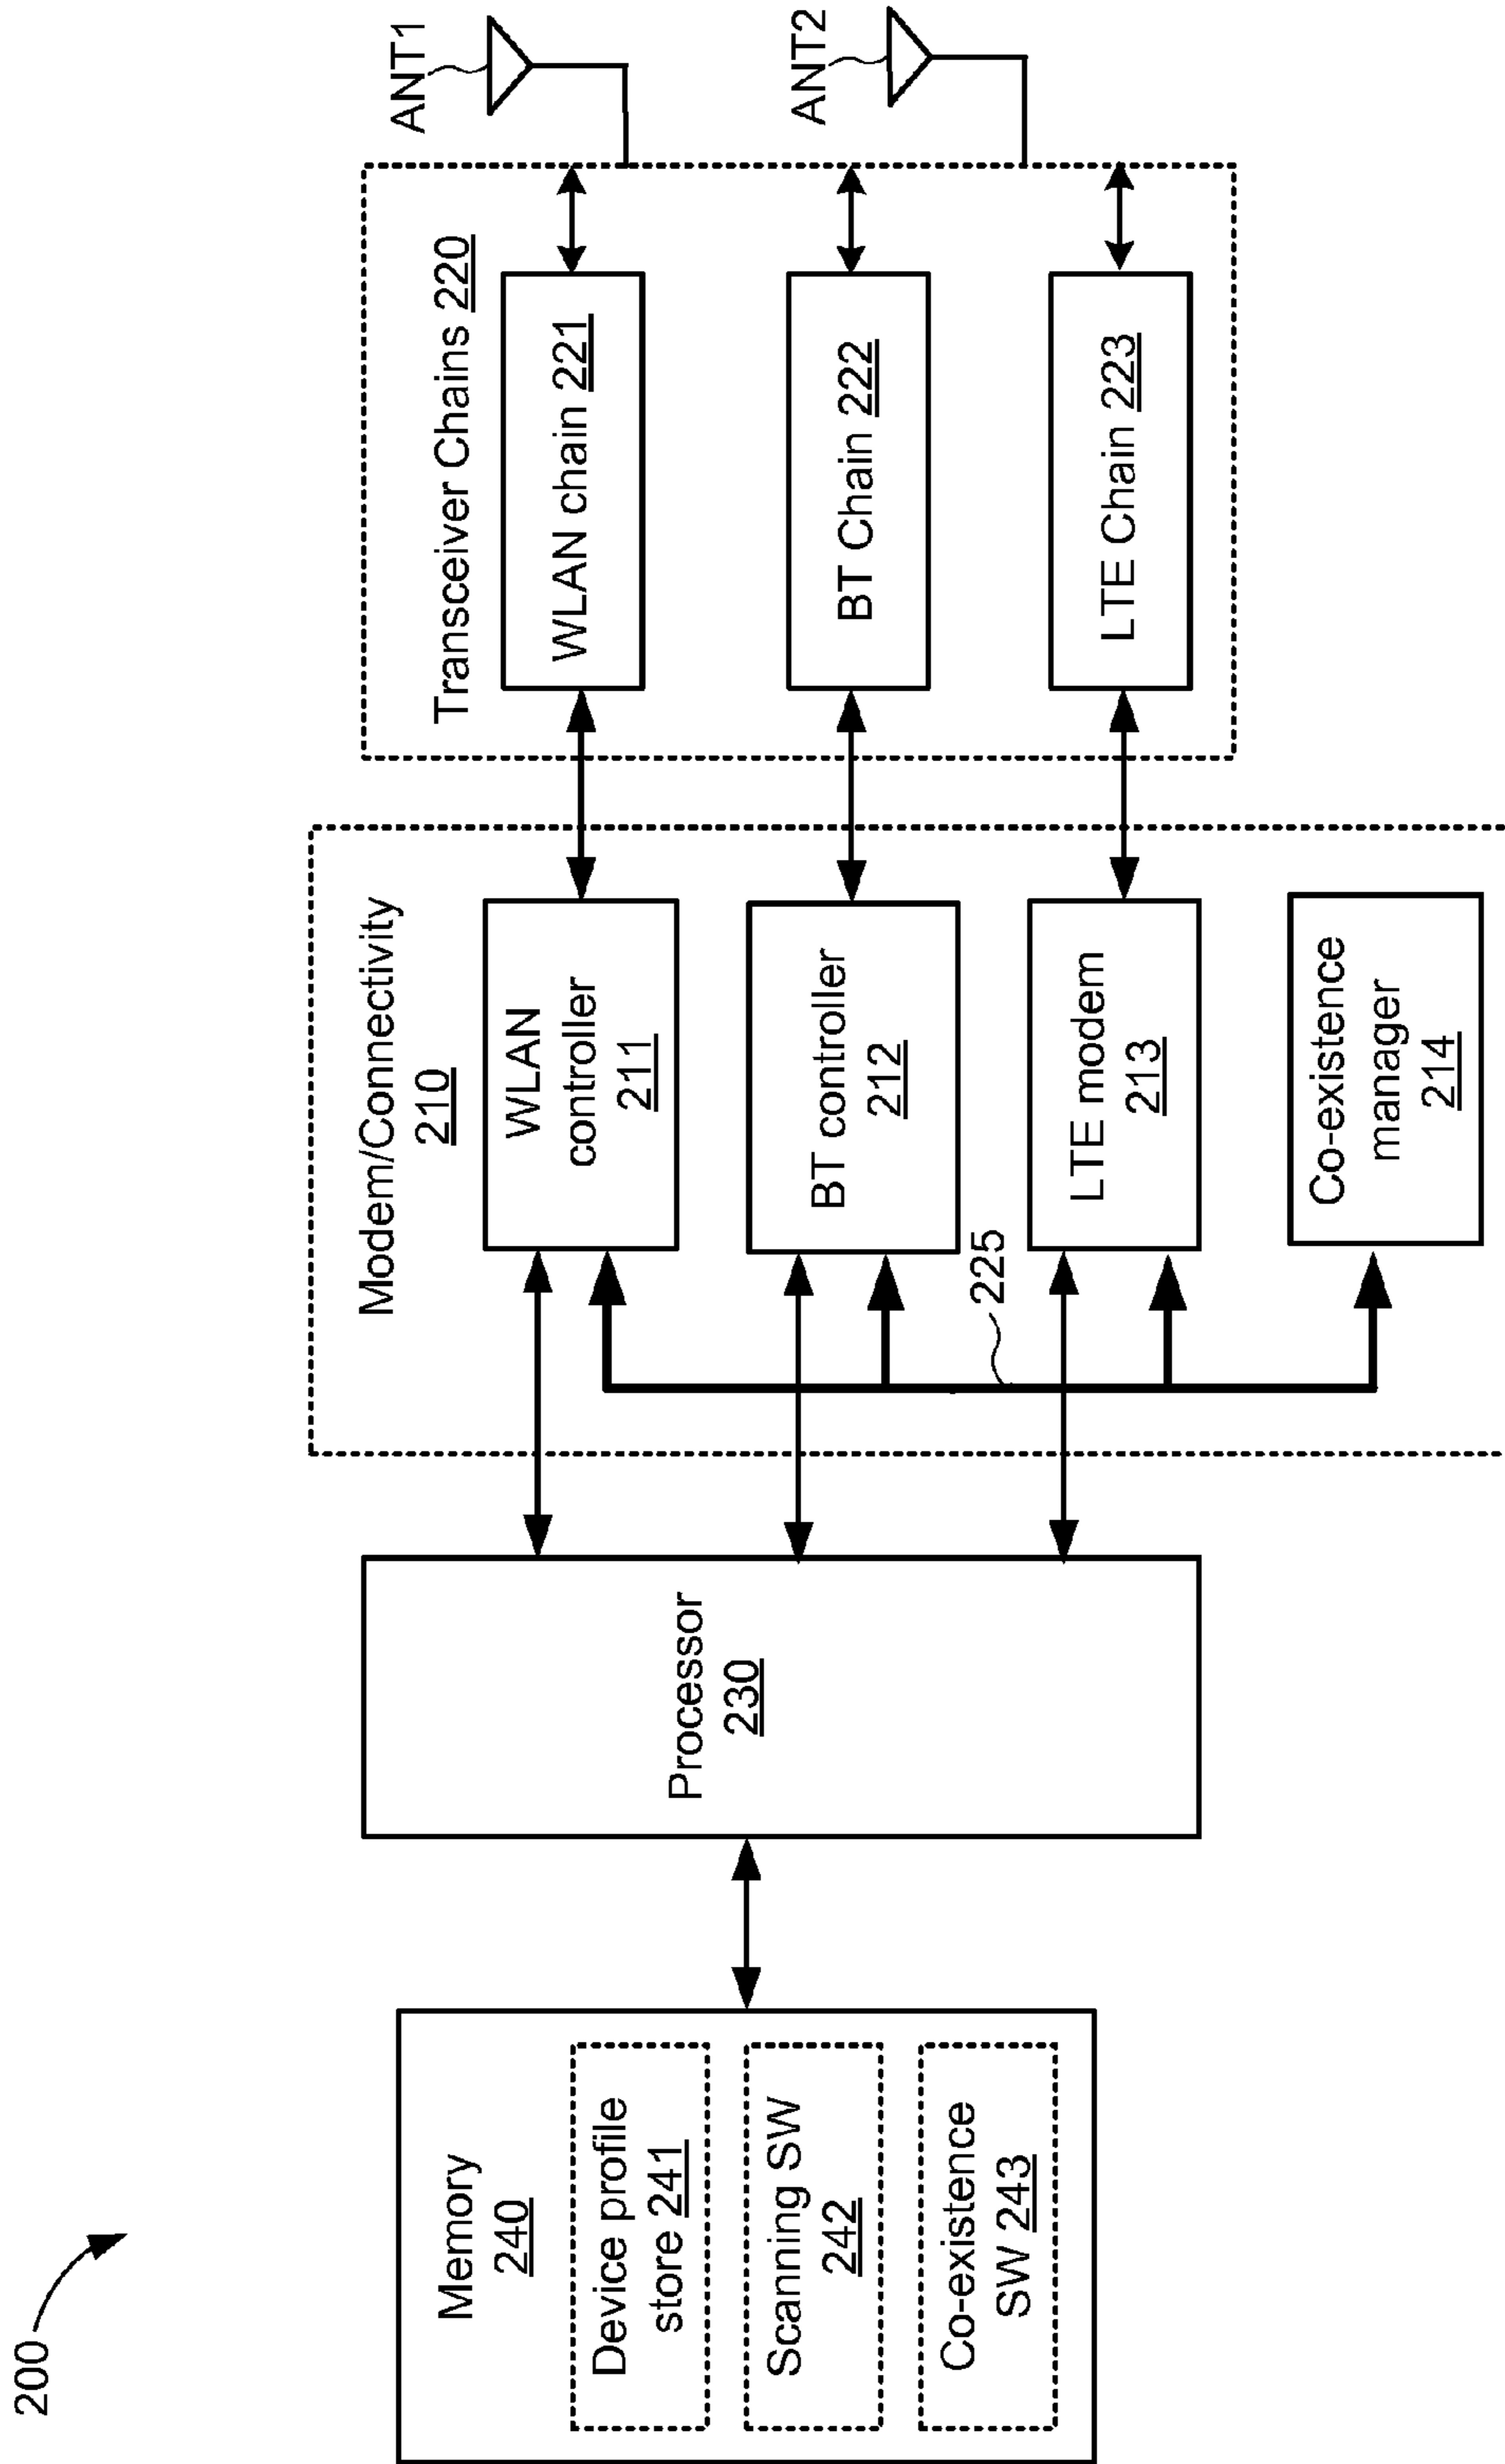 200
Memory
240
Device profile
store 241
Scanning SW
242
Co-existence
SW 243
Processor
230
Modem/Connectivity
210
WLAN
controller
211
BT controller
212
LTE modem
213
Co-existence
manager
214
225
Transceiver Chains 220
WLAN chain 221
BT Chain 222
LTE Chain 223
ANT1
ANT2